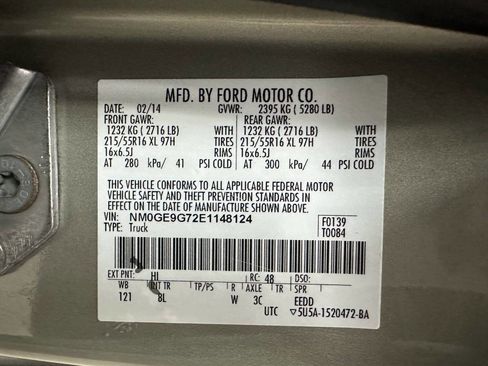 MFD. BY FORD MOTOR CO.
DATE: 02/14 GVWR: 2395 KG ( 5280 LB)
FRONT GAWR: REAR GAWR:
1232 KG (2716 LB) WITH 1232 KG (2716 LB) WITH
215/55R16 XL 97H TIRES 215/55R16 XL 97H TIRES
16x6.5J RIMS 16x6.5J RIMS
AT 280 kPa/ 41 PSI COLD AT 300 kPa/ 44 PSI COLD
THIS VEHICLE CONFORMS TO ALL APPLICABLE FEDERAL MOTOR
VEHICLE SAFETY AND THEFT PREVENTION STANDARDS IN
EFFECT ON THE DATE OF MANUFACTURE SHOWN ABOVE.
VIN: NM0GE9G72E1148124 F0139
TYPE: Truck T0084
EXT PNT: HI RC: 48 DSO:
WB INT TR TP/PS R AXLE TR SPR
121 8L W 3C EEDD
UTC ▽5U5A-1520472-BA